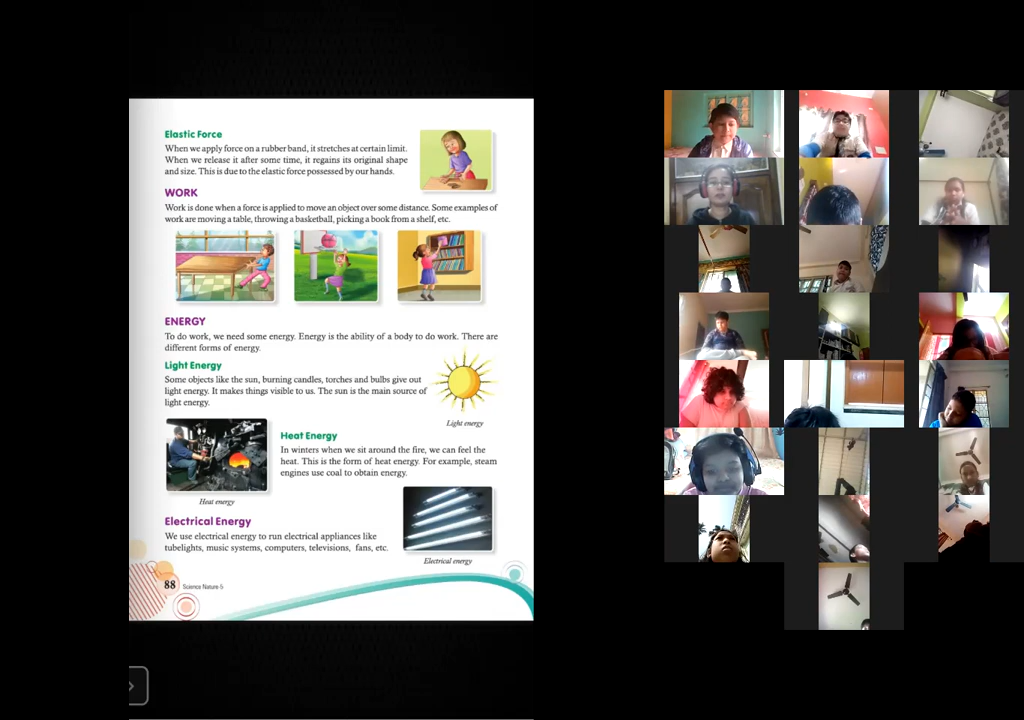 Elastic Force
When we apply force on a rubber band, it stretches at certain limit.
When we release it after some time, it regains its original shape
and size. This is due to the elastic force possessed by our hands.
WORK
Work is done when a force is applied to move an object over some distance. Some examples of
work are moving a table, throwing a basketball, picking a book from a shelf, etc.
ENERGY
To do work, we need some energy. Energy is the ability of a body to do work. There are
different forms of energy.
Light Energy
Some objects like the sun, burning candles, torches and bulbs give out
light energy. It makes things visible to us. The sun is the main source of
light energy.
Light energy
Heat Energy
In winters when we sit around the fire, we can feel the
heat. This is the form of heat energy. For example, steam
engines use coal to obtain energy.
Heat energy
Electrical Energy
We use electrical energy to run electrical appliances like
tubelights, music systems, computers, televisions, fans, etc.
Electrical energy
88 Science Nature-5